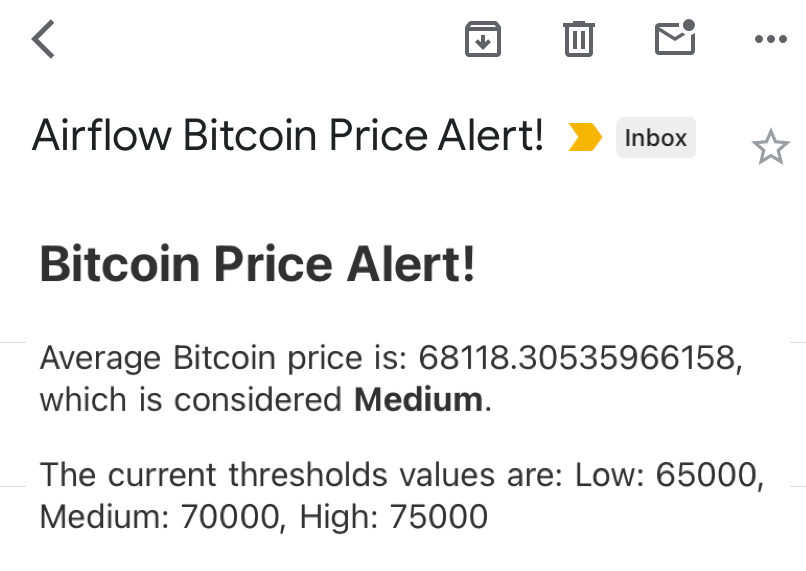 Airflow Bitcoin Price Alert! Inbox
Bitcoin Price Alert!
Average Bitcoin price is: 68118.30535966158,
which is considered Medium.
The current thresholds values are: Low: 65000,
Medium: 70000, High: 75000